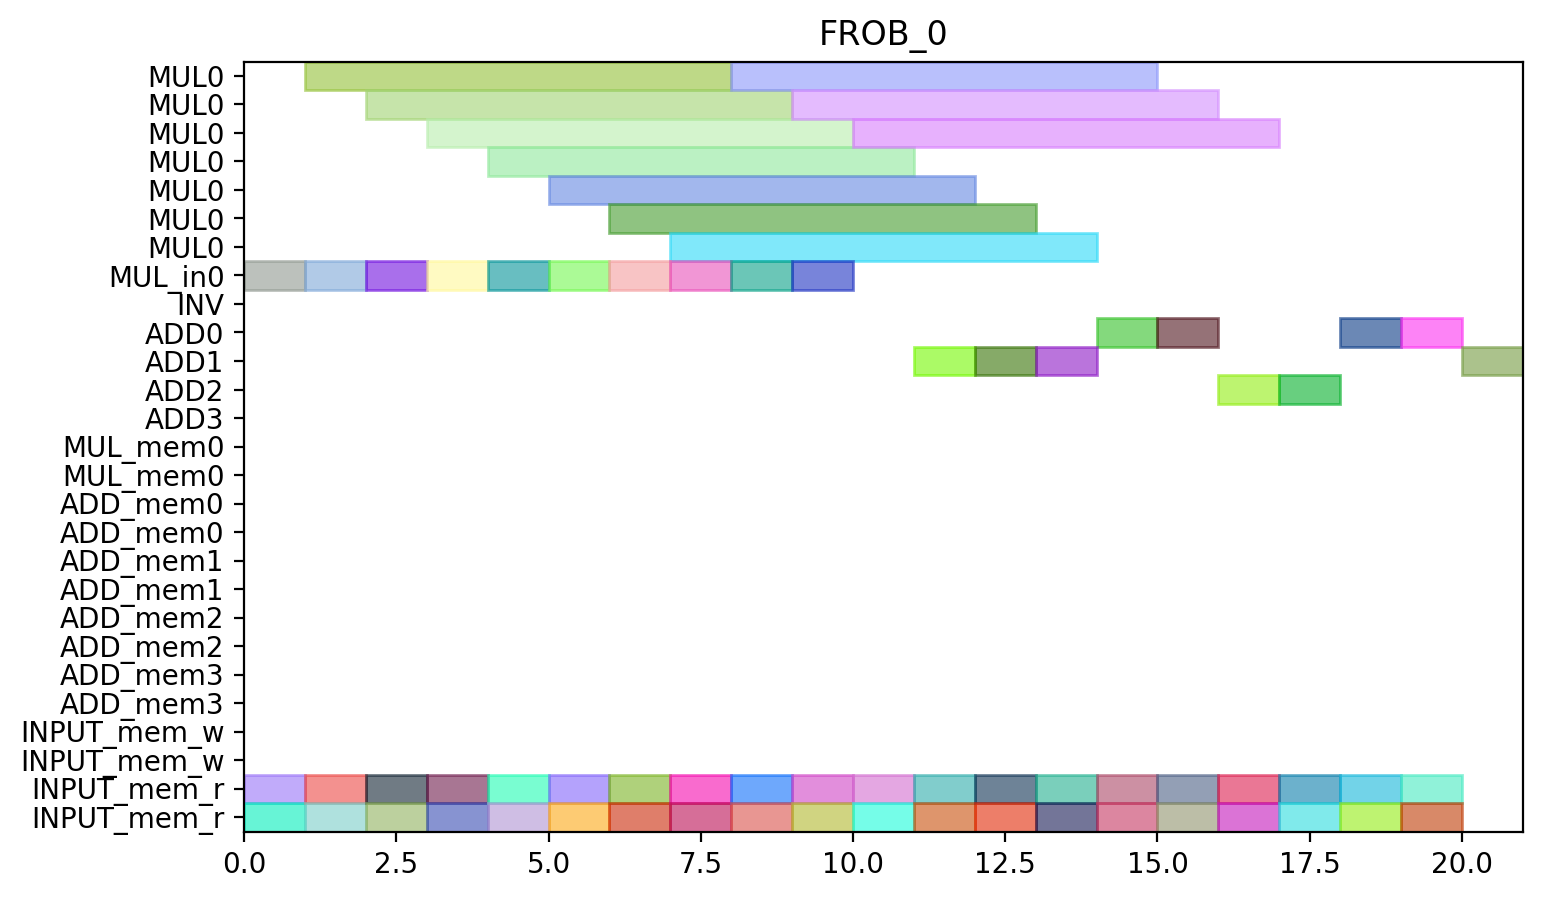 FROB_0
MUL0
MUL0
MUL0
MUL0
MUL0
MUL0
MUL0
MUL_in0
INV
ADD0
ADD1
ADD2
ADD3
MUL_mem0
MUL_mem0
ADD_mem0
ADD_mem0
ADD_mem1
ADD_mem1
ADD_mem2
ADD_mem2
ADD_mem3
ADD_mem3
INPUT_mem_w
INPUT_mem_w
INPUT_mem_r
INPUT_mem_r
0.0 2.5 5.0 7.5 10.0 12.5 15.0 17.5 20.0